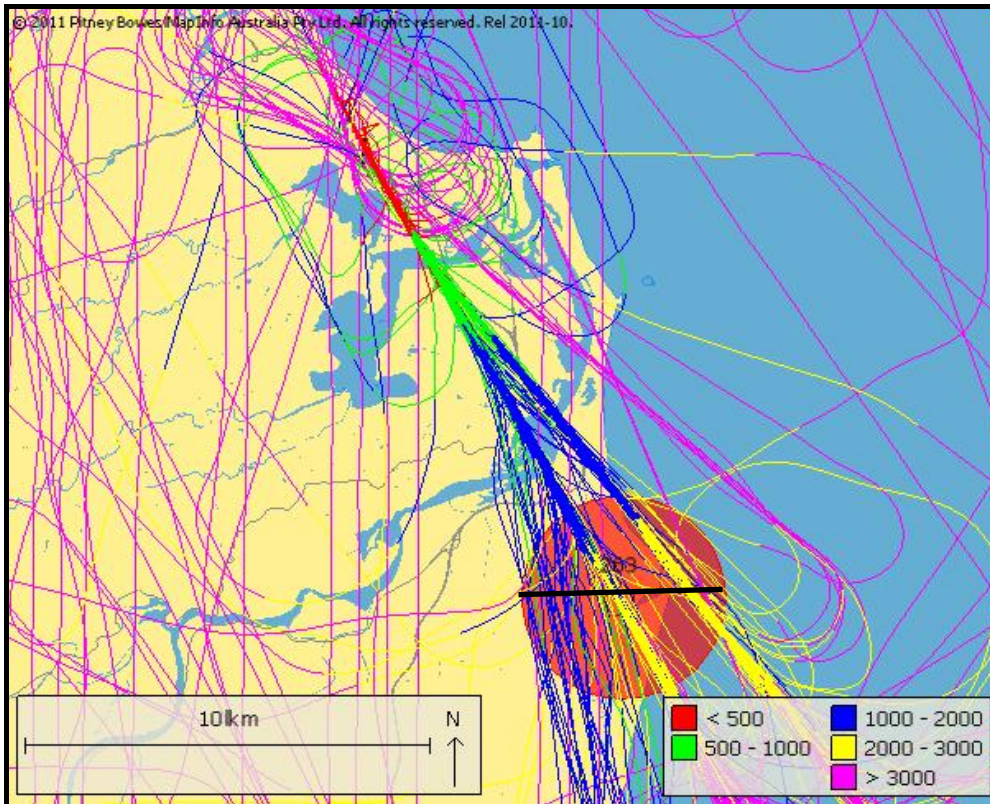 © 2011 Pitney Bowes MapInfo Australia Pty Ltd. All rights reserved. Rel 2011-10.
10 km
N
< 500
1000 - 2000
500 - 1000
2000 - 3000
> 3000